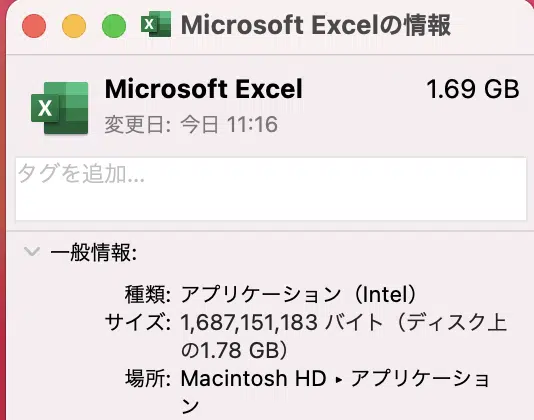 Microsoft Excelの情報
Microsoft Excel 1.69 GB
変更日: 今日 11:16
タグを追加...
一般情報:
種類: アプリケーション（Intel）
サイズ: 1,687,151,183 バイト（ディスク上
の1.78 GB）
場所: Macintosh HD ▸ アプリケーショ
ン